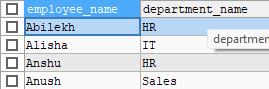 employee_name department_name
Abilekh HR
Alisha IT
Anshu HR
Anush Sales